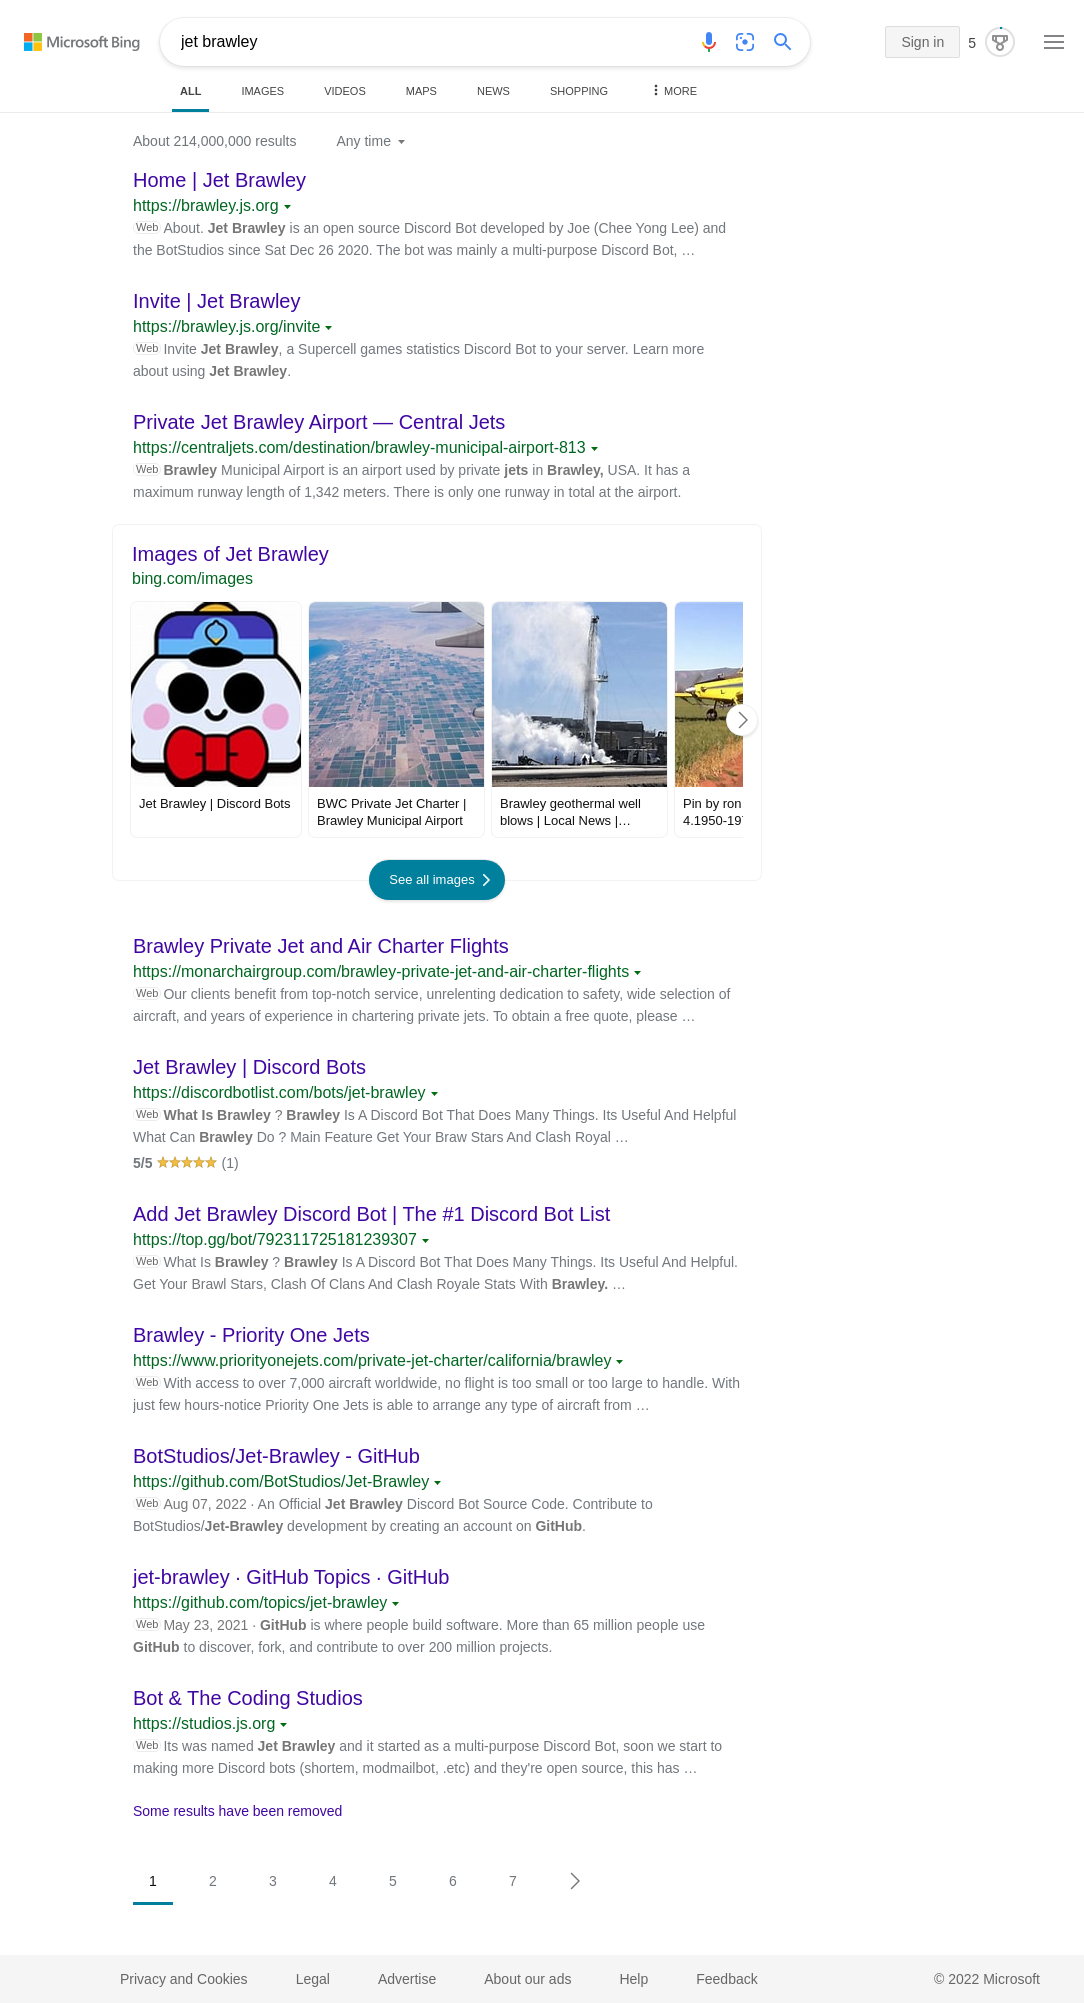 Microsoft Bing
jet brawley
Sign in
5
ALL
IMAGES
VIDEOS
MAPS
NEWS
SHOPPING
MORE
About 214,000,000 results
Any time
Home | Jet Brawley
https://brawley.js.org
Web About. Jet Brawley is an open source Discord Bot developed by Joe (Chee Yong Lee) and
the BotStudios since Sat Dec 26 2020. The bot was mainly a multi-purpose Discord Bot, …
Invite | Jet Brawley
https://brawley.js.org/invite
Web Invite Jet Brawley, a Supercell games statistics Discord Bot to your server. Learn more
about using Jet Brawley.
Private Jet Brawley Airport — Central Jets
https://centraljets.com/destination/brawley-municipal-airport-813
Web Brawley Municipal Airport is an airport used by private jets in Brawley, USA. It has a
maximum runway length of 1,342 meters. There is only one runway in total at the airport.
Images of Jet Brawley
bing.com/images
Jet Brawley | Discord Bots
BWC Private Jet Charter |
Brawley Municipal Airport
Brawley geothermal well
blows | Local News |…
Pin by ron
4.1950-197
See all images
Brawley Private Jet and Air Charter Flights
https://monarchairgroup.com/brawley-private-jet-and-air-charter-flights
Web Our clients benefit from top-notch service, unrelenting dedication to safety, wide selection of
aircraft, and years of experience in chartering private jets. To obtain a free quote, please …
Jet Brawley | Discord Bots
https://discordbotlist.com/bots/jet-brawley
Web What Is Brawley ? Brawley Is A Discord Bot That Does Many Things. Its Useful And Helpful
What Can Brawley Do ? Main Feature Get Your Braw Stars And Clash Royal …
5/5 (1)
Add Jet Brawley Discord Bot | The #1 Discord Bot List
https://top.gg/bot/792311725181239307
Web What Is Brawley ? Brawley Is A Discord Bot That Does Many Things. Its Useful And Helpful.
Get Your Brawl Stars, Clash Of Clans And Clash Royale Stats With Brawley. …
Brawley - Priority One Jets
https://www.priorityonejets.com/private-jet-charter/california/brawley
Web With access to over 7,000 aircraft worldwide, no flight is too small or too large to handle. With
just few hours-notice Priority One Jets is able to arrange any type of aircraft from …
BotStudios/Jet-Brawley - GitHub
https://github.com/BotStudios/Jet-Brawley
Web Aug 07, 2022 · An Official Jet Brawley Discord Bot Source Code. Contribute to
BotStudios/Jet-Brawley development by creating an account on GitHub.
jet-brawley · GitHub Topics · GitHub
https://github.com/topics/jet-brawley
Web May 23, 2021 · GitHub is where people build software. More than 65 million people use
GitHub to discover, fork, and contribute to over 200 million projects.
Bot & The Coding Studios
https://studios.js.org
Web Its was named Jet Brawley and it started as a multi-purpose Discord Bot, soon we start to
making more Discord bots (shortem, modmailbot, .etc) and they're open source, this has …
Some results have been removed
1 2 3 4 5 6 7
Privacy and Cookies
Legal
Advertise
About our ads
Help
Feedback
© 2022 Microsoft